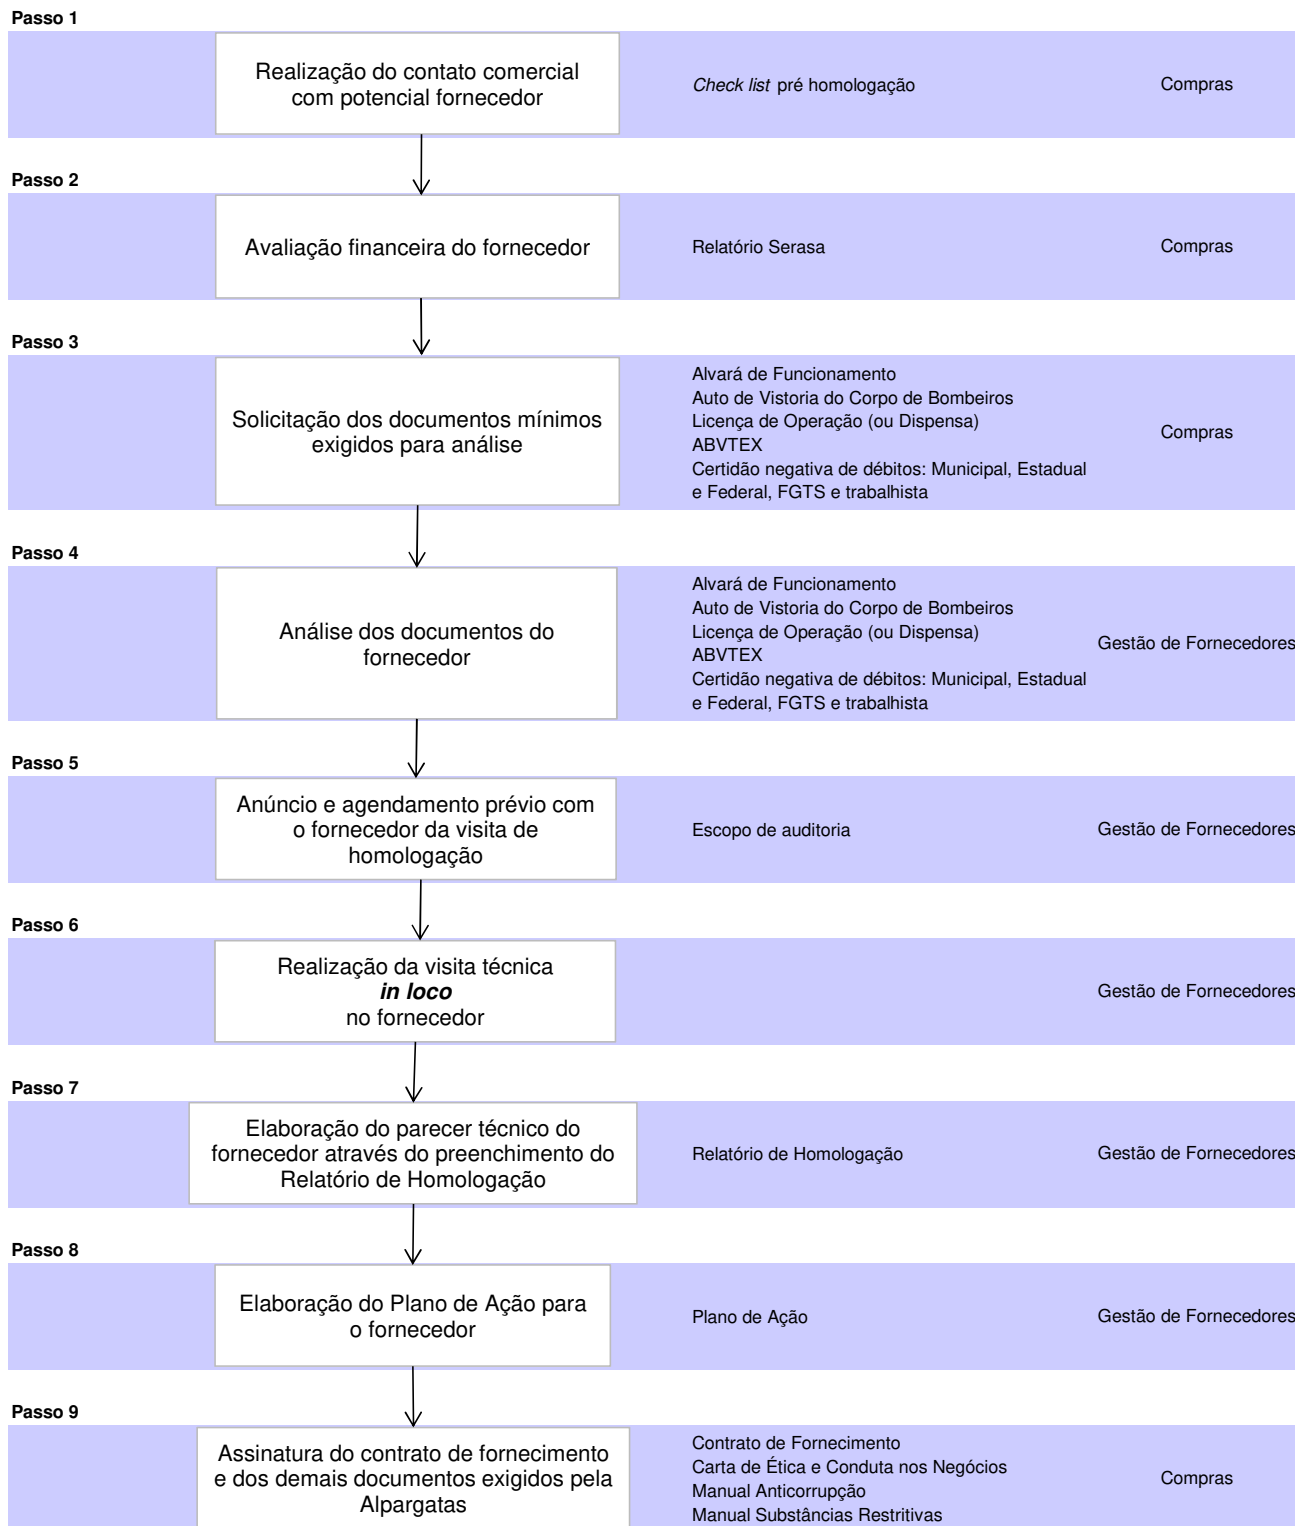 Passo 1
Realização do contato comercial
com potencial fornecedor
Check list pré homologação
Compras
Passo 2
Avaliação financeira do fornecedor
Relatório Serasa
Compras
Passo 3
Solicitação dos documentos mínimos
exigidos para análise
Alvará de Funcionamento
Auto de Vistoria do Corpo de Bombeiros
Licença de Operação (ou Dispensa)
ABVTEX
Certidão negativa de débitos: Municipal, Estadual
e Federal, FGTS e trabalhista
Compras
Passo 4
Análise dos documentos do
fornecedor
Alvará de Funcionamento
Auto de Vistoria do Corpo de Bombeiros
Licença de Operação (ou Dispensa)
ABVTEX
Certidão negativa de débitos: Municipal, Estadual
e Federal, FGTS e trabalhista
Gestão de Fornecedores
Passo 5
Anúncio e agendamento prévio com
o fornecedor da visita de
homologação
Escopo de auditoria
Gestão de Fornecedores
Passo 6
Realização da visita técnica
in loco
no fornecedor
Gestão de Fornecedores
Passo 7
Elaboração do parecer técnico do
fornecedor através do preenchimento do
Relatório de Homologação
Relatório de Homologação
Gestão de Fornecedores
Passo 8
Elaboração do Plano de Ação para
o fornecedor
Plano de Ação
Gestão de Fornecedores
Passo 9
Assinatura do contrato de fornecimento
e dos demais documentos exigidos pela
Alpargatas
Contrato de Fornecimento
Carta de Ética e Conduta nos Negócios
Manual Anticorrupção
Manual Substâncias Restritivas
Compras